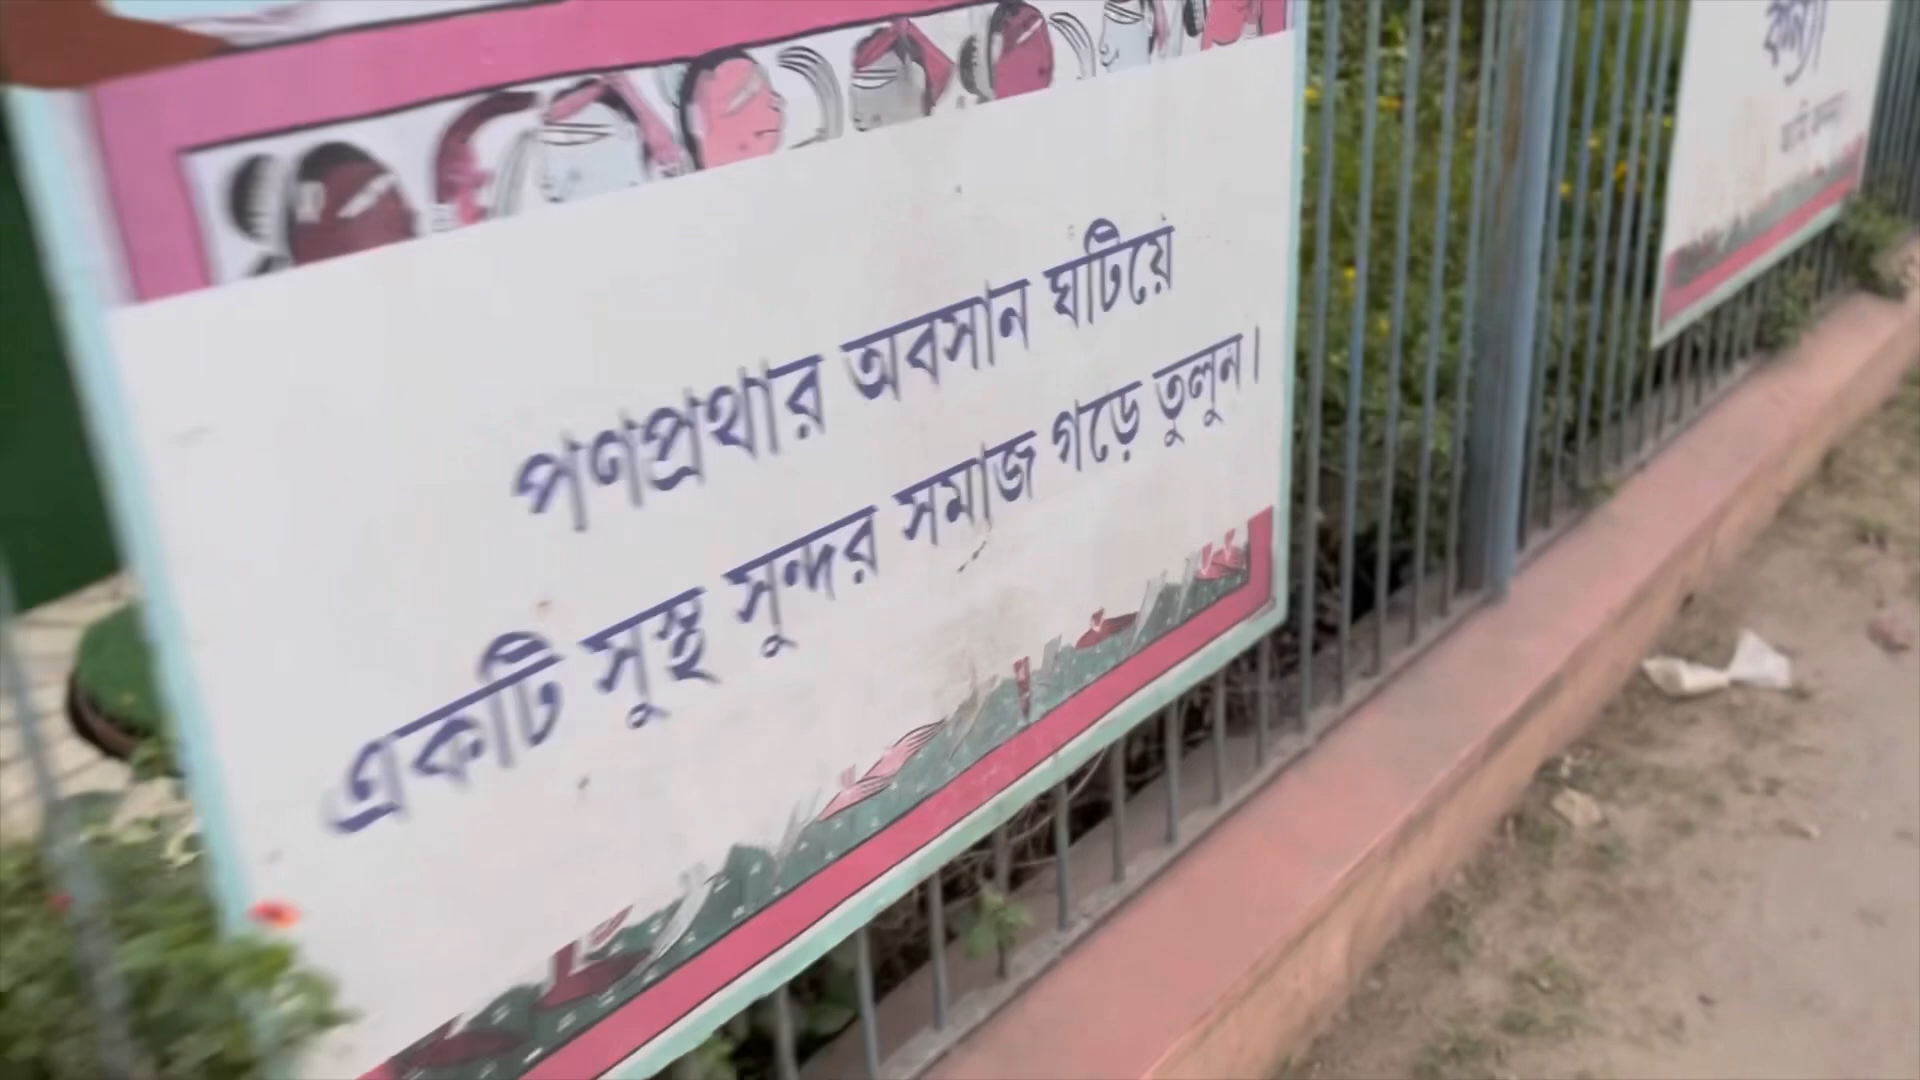 পণপ্রথার অবসান ঘটিয়ে
একটি সুস্থ সুন্দর সমাজ গড়ে তুলুন।